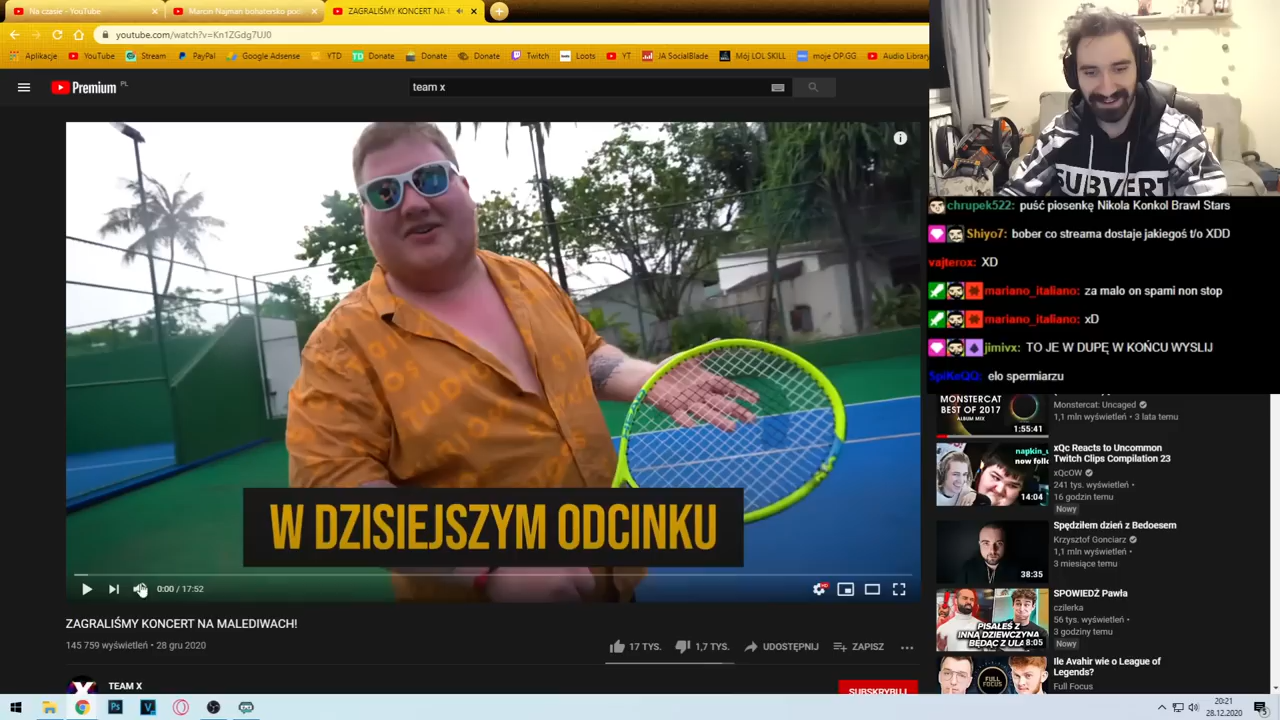 Na czasie - YouTube
Marcin Najman bohatersko poc
ZAGRALIŚMY KONCERT NA
youtube.com/watch?v=Kn1ZGdg7UJ0
Aplikacje
YouTube
Stream
PayPal
Google Adsense
YTD
Donate
Donate
Donate
Twitch
Loots
YT
JA SocialBlade
Mój LOL SKILL
moje OP.GG
Audio Library
Premium PL
team x
W DZISIEJSZYM ODCINKU
0:00 / 17:52
HD
ZAGRALIŚMY KONCERT NA MALEDIWACH!
145 759 wyświetleń • 28 gru 2020
17 TYS.
1,7 TYS.
UDOSTĘPNIJ
ZAPISZ
TEAM X
SUBSKRYBUJ
SUBVERT
chrupek522: puść piosenkę Nikola Konkol Brawl Stars
Shiyo7: bober co streama dostaje jakiegoś t/o XDD
vajterox: XD
mariano_italiano: za malo on spami non stop
mariano_italiano: xD
jimivx: TO JE W DUPĘ W KOŃCU WYSLIJ
elo spermiarzu
MONSTERCAT
BEST OF 2017
ALBUM MIX
1:55:41
Monstercat: Uncaged
1,1 mln wyświetleń • 3 lata temu
14:04
xQc Reacts to Uncommon
Twitch Clips Compilation 23
xQcOW
241 tys. wyświetleń •
16 godzin temu
Nowy
38:35
Spędziłem dzień z Bedoesem
Krzysztof Gonciarz
1,1 mln wyświetleń •
3 miesiące temu
PISAŁEŚ Z
INNĄ DZIEWCZYNĄ
BĘDĄC Z ULĄ
8:05
SPOWIEDŹ Pawła
czilerka
56 tys. wyświetleń •
3 godziny temu
Nowy
FULL
FOCUS
Ile Avahir wie o League of
Legends?
Full Focus
20:21
28.12.2020